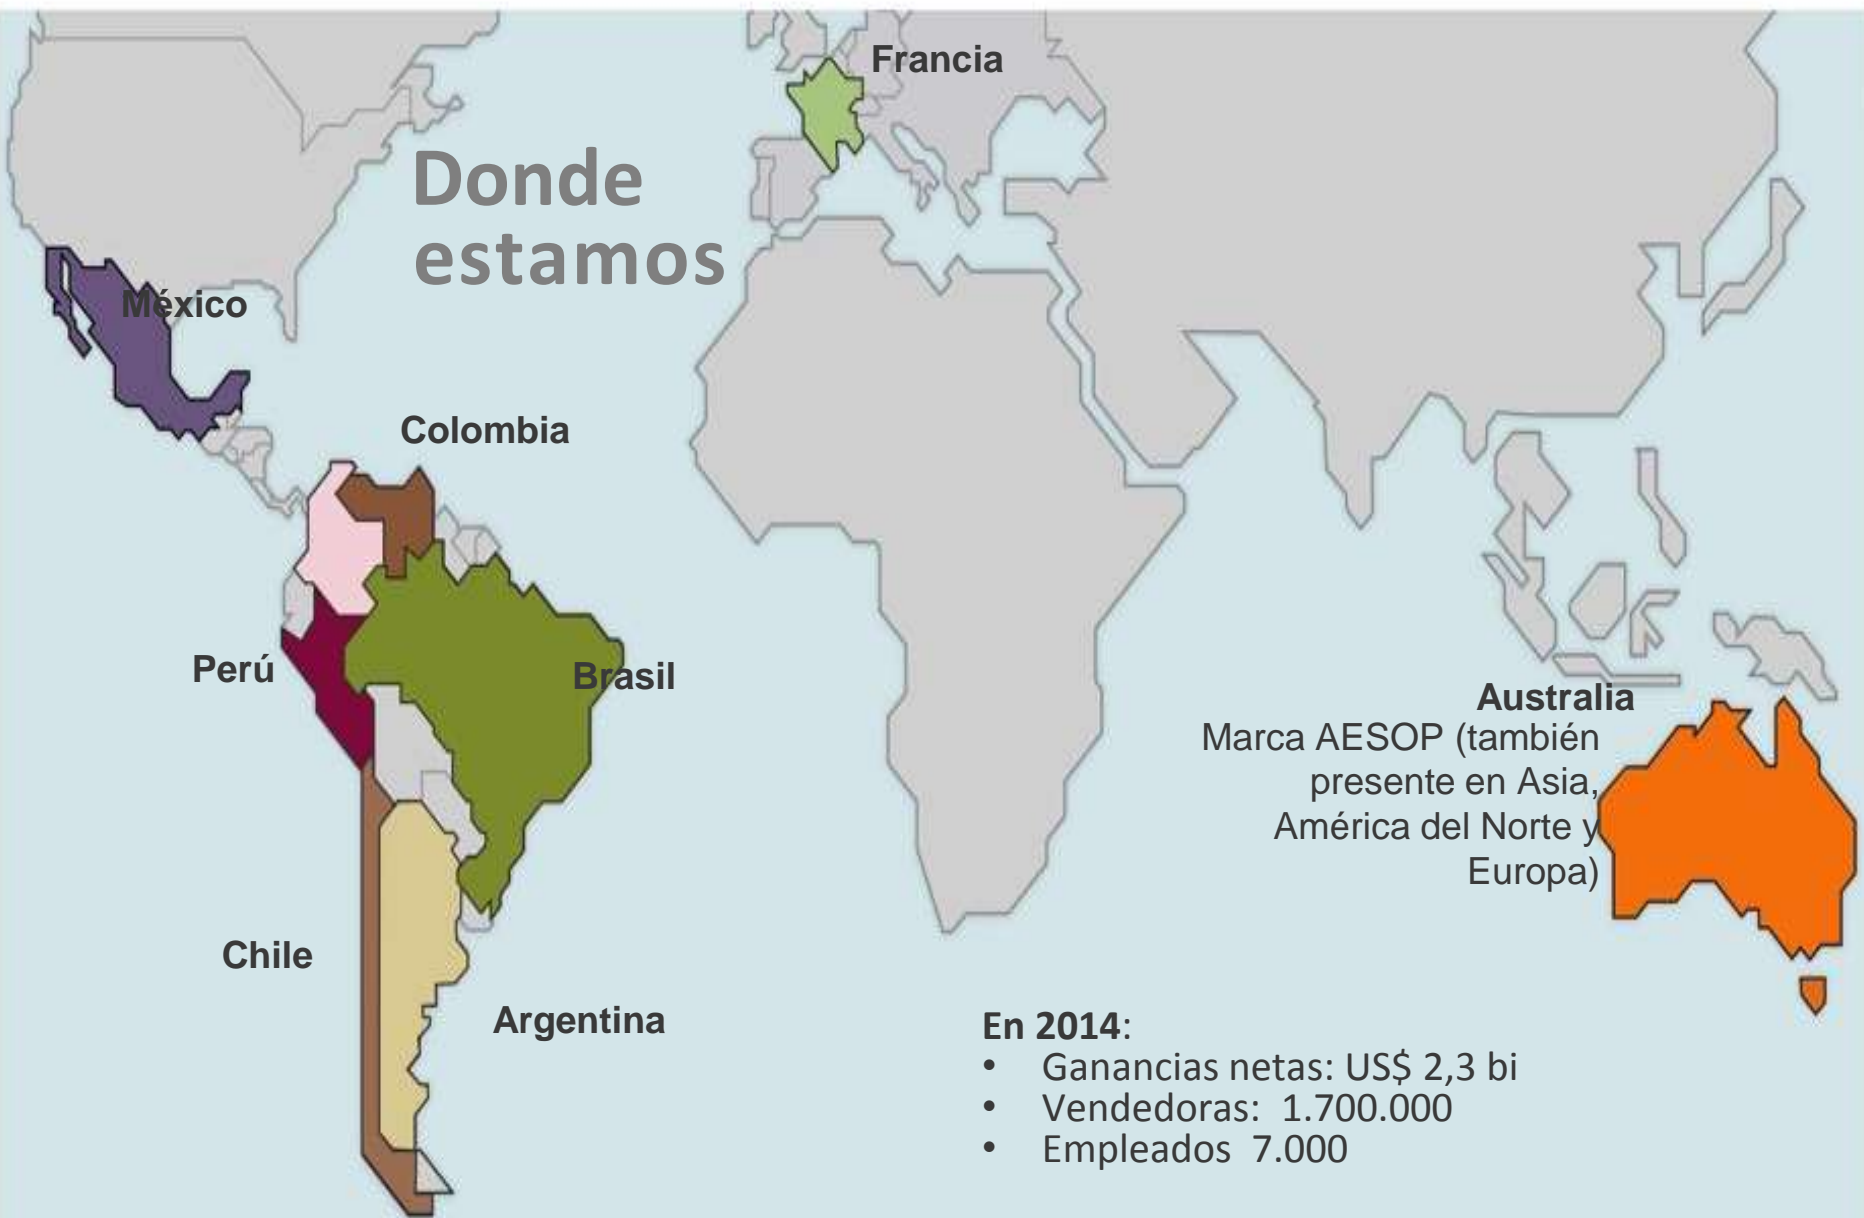 Francia
Donde
estamos
México
Colombia
Perú
Brasil
Australia
Marca AESOP (también
presente en Asia,
América del Norte y
Europa)
Chile
Argentina
En 2014:
• Ganancias netas: US$ 2,3 bi
• Vendedoras: 1.700.000
• Empleados 7.000